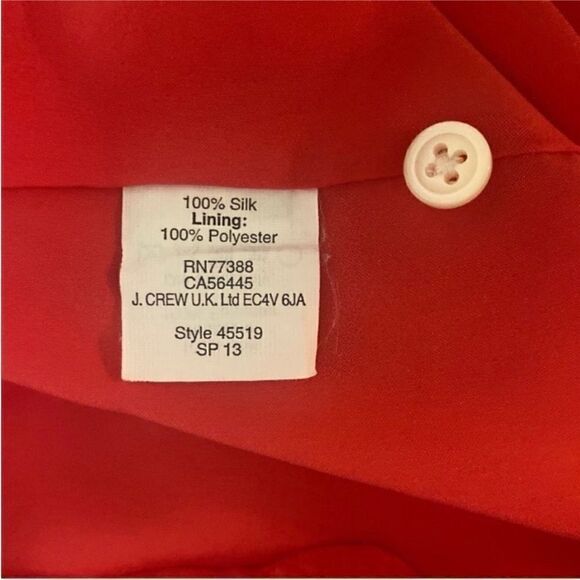 100% Silk
Lining:
100% Polyester
RN77388
CA56445
J. CREW U.K. Ltd EC4V 6JA
Style 45519
SP 13